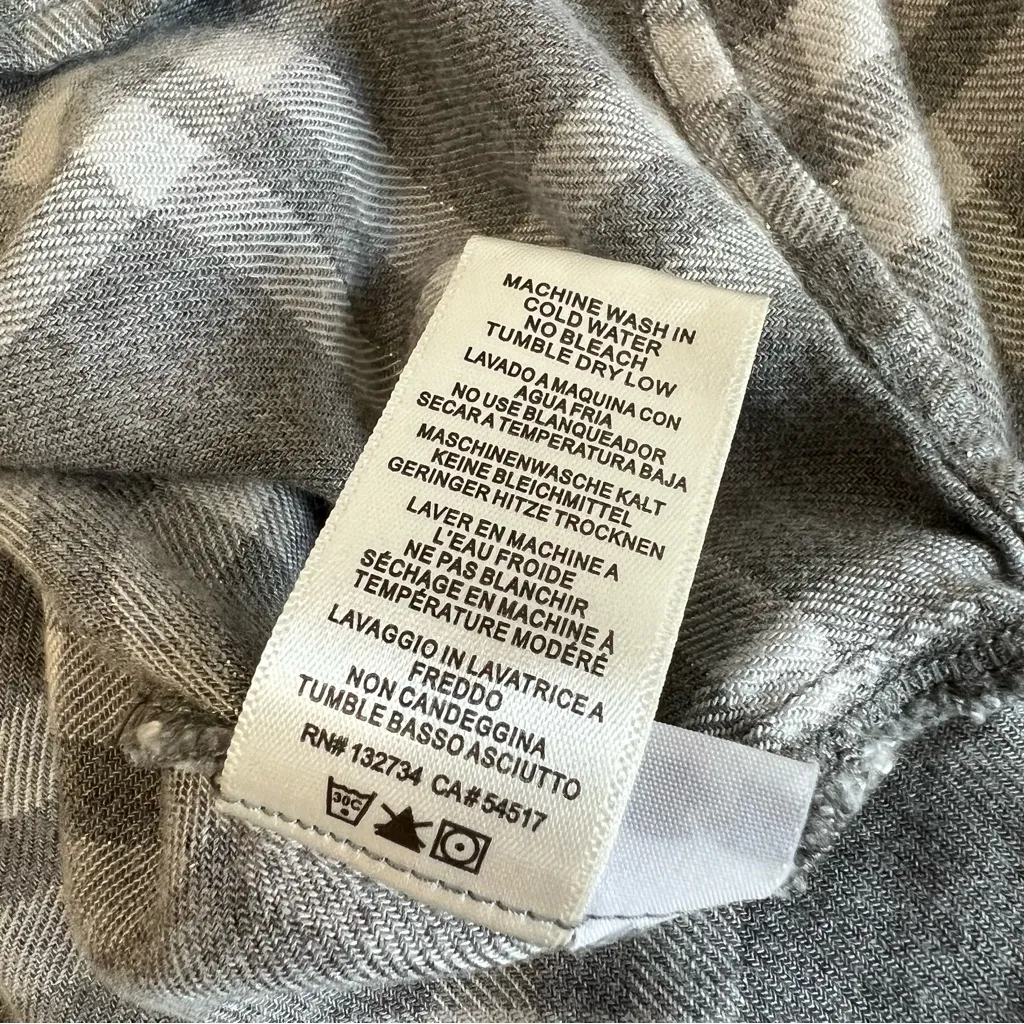 MACHINE WASH IN
COLD WATER
NO BLEACH
TUMBLE DRY LOW
LAVADO A MAQUINA CON
AGUA FRIA
NO USE BLANQUEADOR
SECAR A TEMPERATURA BAJA
MASCHINENWASCHE KALT
KEINE BLEICHMITTEL
GERINGER HITZE TROCKNEN
LAVER EN MACHINE A
L'EAU FROIDE
NE PAS BLANCHIR
SÉCHAGE EN MACHINE À
TEMPÉRATURE MODÉRÉ
LAVAGGIO IN LAVATRICE A
FREDDO
NON CANDEGGINA
TUMBLE BASSO ASCIUTTO
RN# 132734 CA# 54517
30C